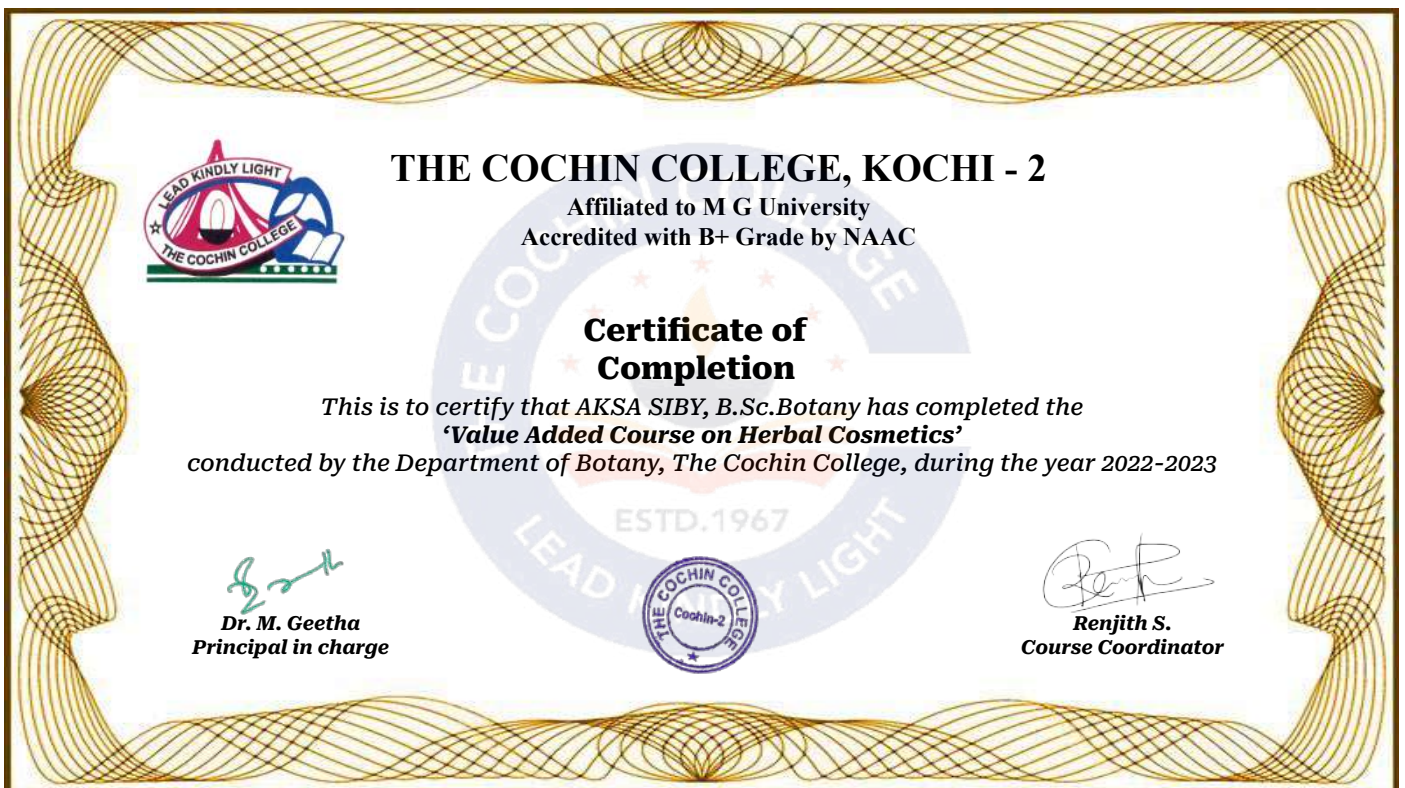 LEAD KINDLY LIGHT
THE COCHIN COLLEGE
THE COCHIN COLLEGE, KOCHI - 2
Affiliated to M G University
Accredited with B+ Grade by NAAC
THE COCHIN COLLEGE
Certificate of
Completion
This is to certify that AKSA SIBY, B.Sc.Botany has completed the
‘Value Added Course on Herbal Cosmetics’
conducted by the Department of Botany, The Cochin College, during the year 2022-2023
ESTD.1967
LEAD KINDLY LIGHT
THE COCHIN COLLEGE
Cochin-2
Dr. M. Geetha
Principal in charge
Renjith S.
Course Coordinator